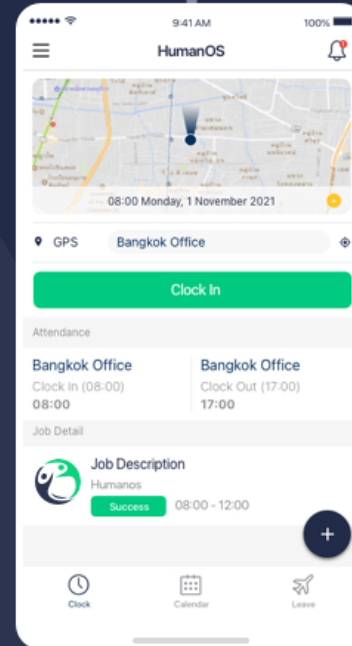 9:41 AM
100%
HumanOS
08:00 Monday, 1 November 2021
GPS
Bangkok Office
Clock In
Attendance
Bangkok Office
Clock In (08:00)
08:00
Bangkok Office
Clock Out (17:00)
17:00
Job Detail
Job Description
Humanos
Success
08:00 - 12:00
+
Clock
Calendar
Leave